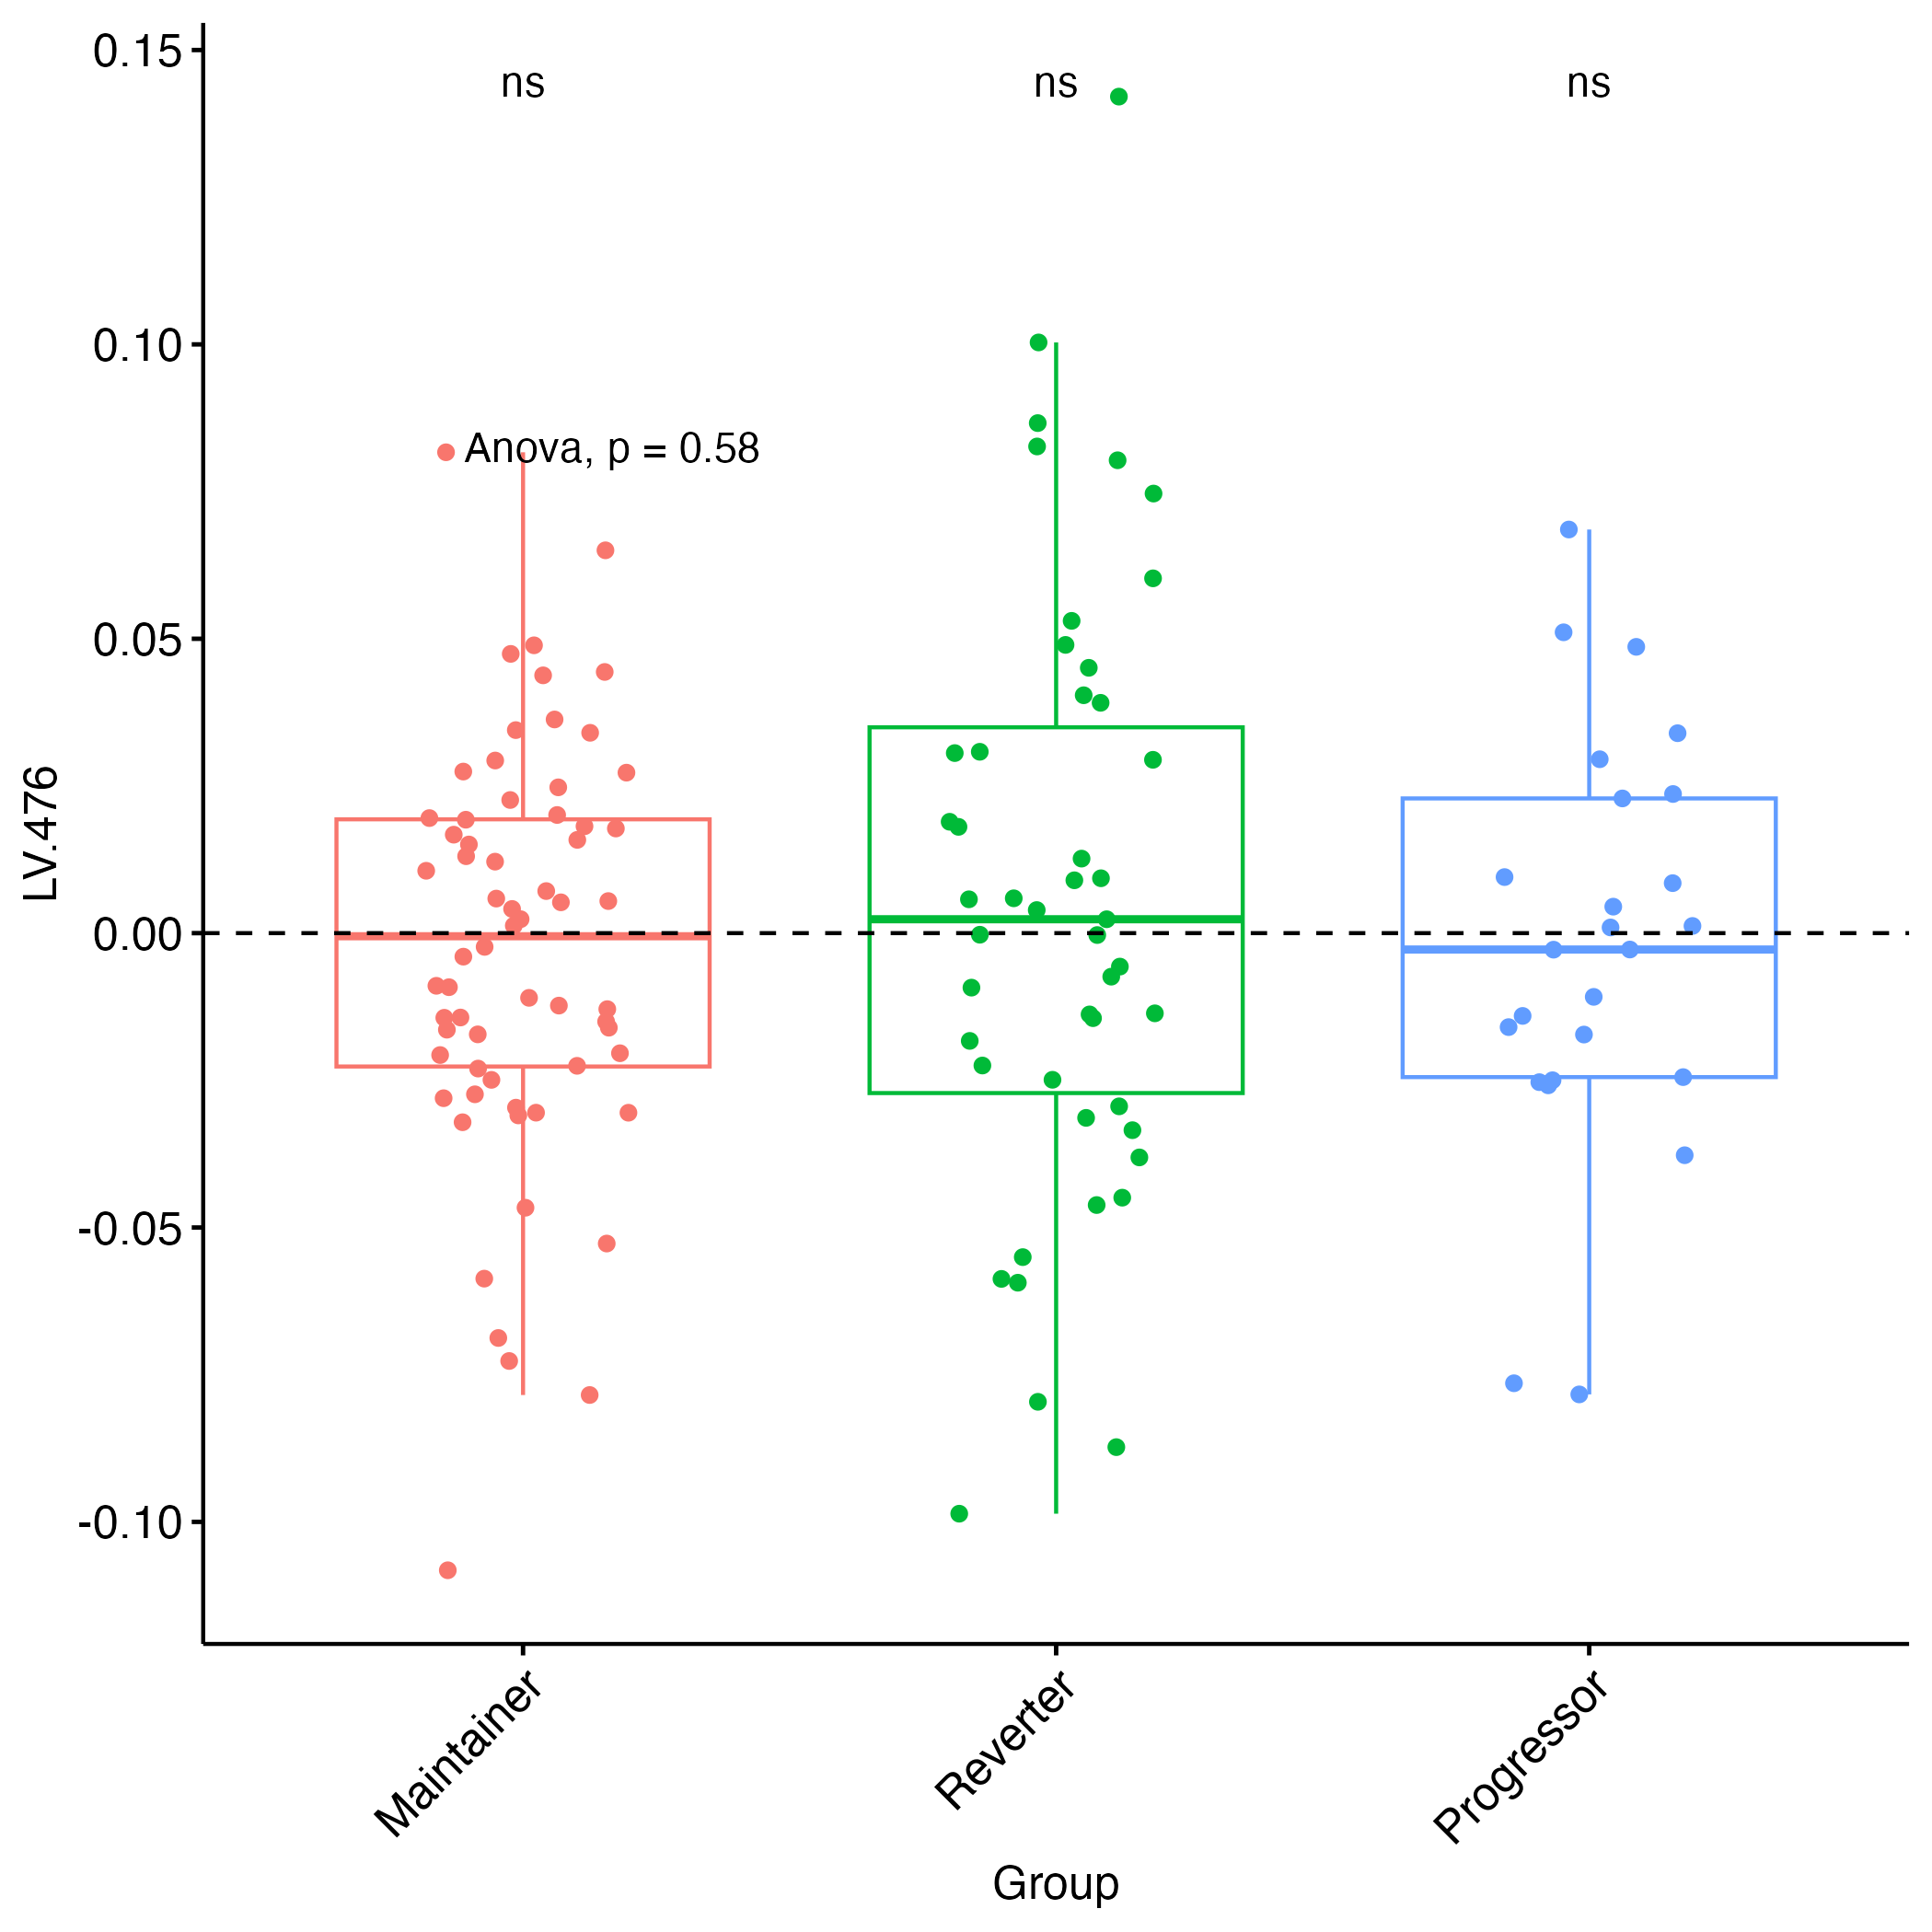 0.15
ns
ns
ns
0.10
Anova, p = 0.58
0.05
LV.476
0.00
-0.05
-0.10
Maintainer
Reverter
Progressor
Group